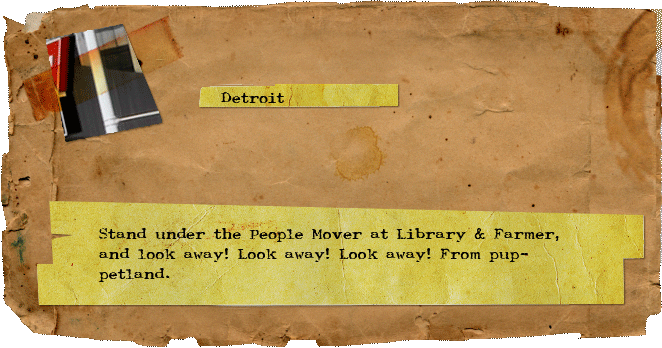 Detroit
Stand under the People Mover at Library & Farmer,
and look away! Look away! Look away! From pup-
petland.